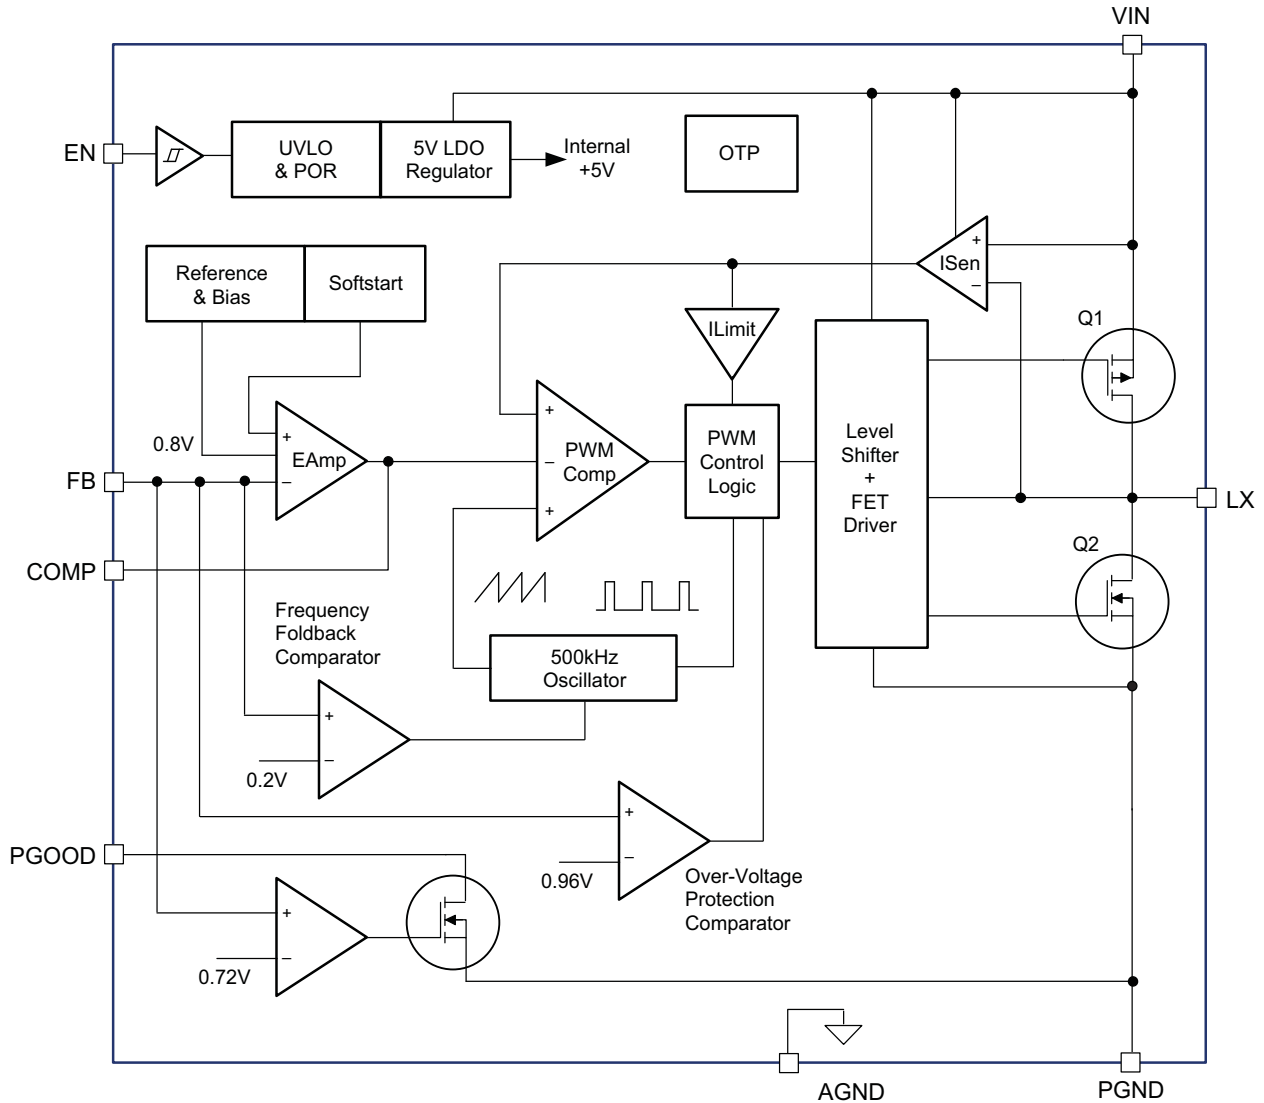 VIN
EN
UVLO
& POR
5V LDO
Regulator
Internal
+5V
OTP
Reference
& Bias
Softstart
+
ISen
−
ILimit
Q1
0.8V
+
EAmp
−
+
−
PWM
Comp
+
PWM
Control
Logic
Level
Shifter
+
FET
Driver
FB
LX
COMP
Q2
Frequency
Foldback
Comparator
500kHz
Oscillator
+
−
0.2V
+
−
0.96V
Over-Voltage
Protection
Comparator
PGOOD
+
−
0.72V
AGND
PGND